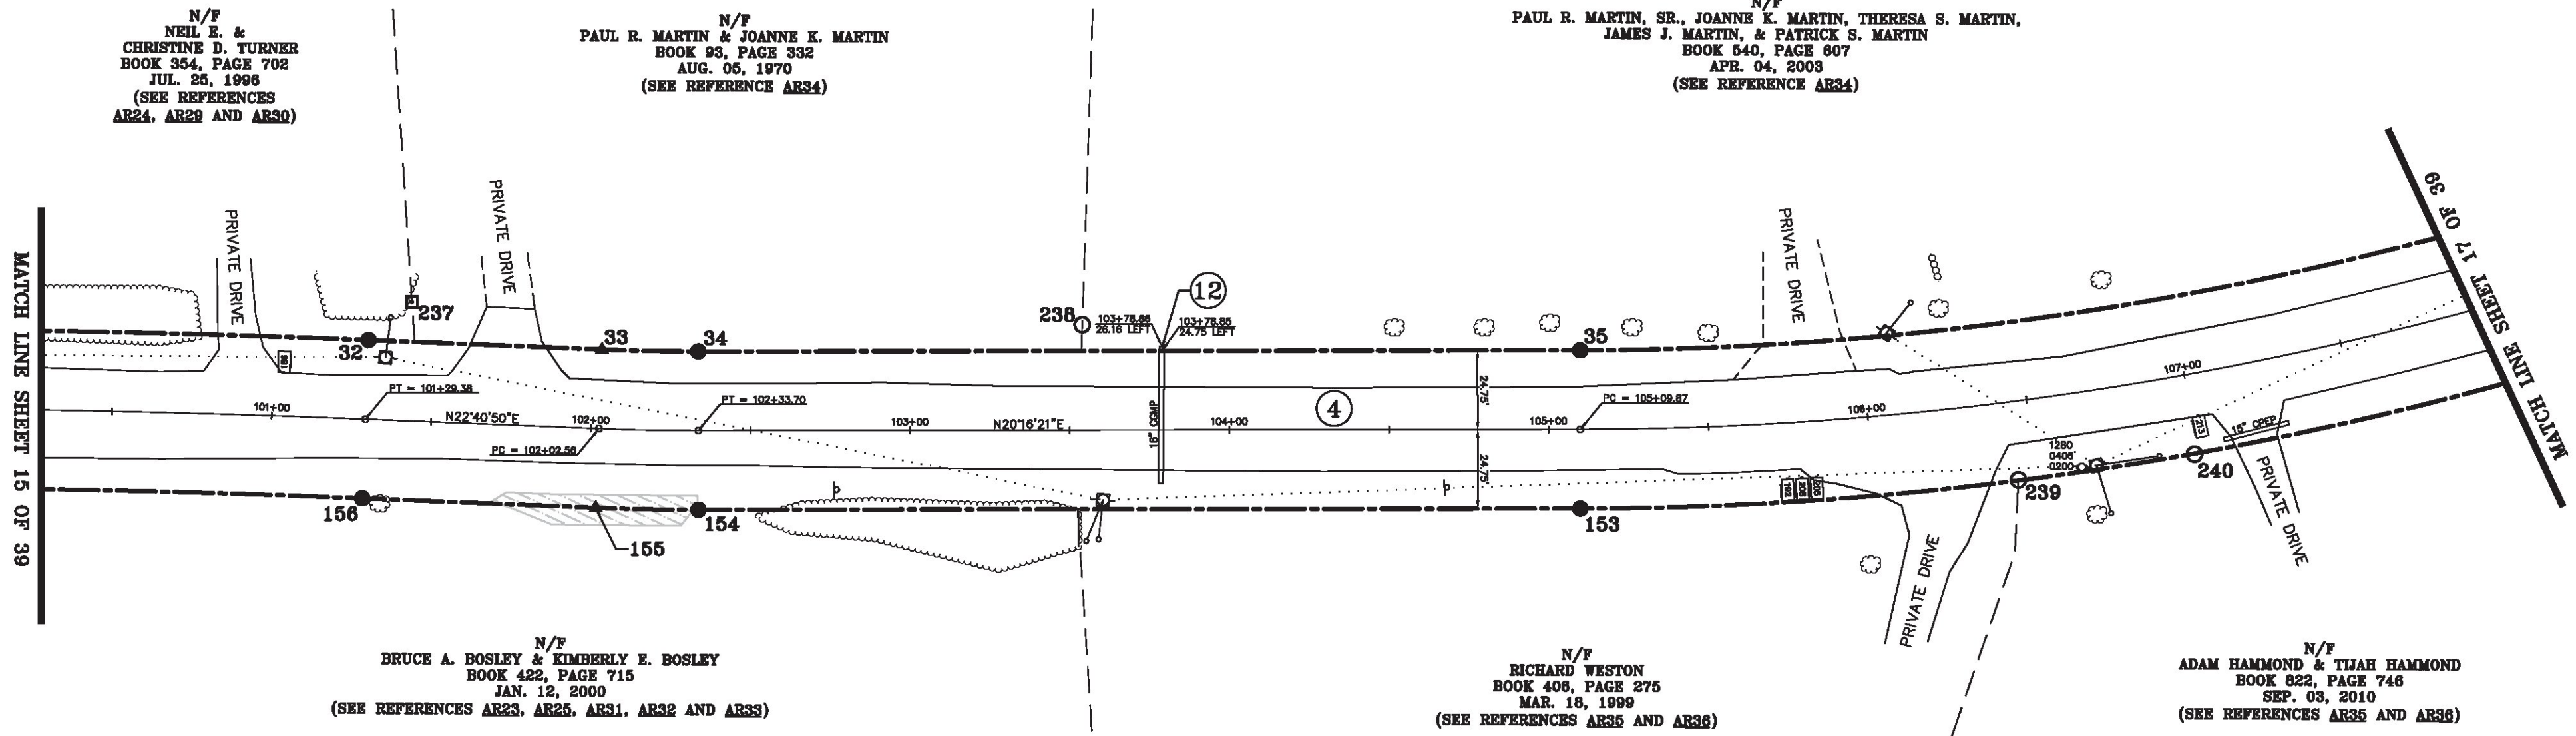 N/F
NEIL E. &
CHRISTINE D. TURNER
BOOK 354, PAGE 702
JUL. 25, 1996
(SEE REFERENCES
AR24, AR29 AND AR30)
N/F
PAUL R. MARTIN & JOANNE K. MARTIN
BOOK 93, PAGE 332
AUG. 05, 1970
(SEE REFERENCE AR34)
N/F
PAUL R. MARTIN, SR., JOANNE K. MARTIN, THERESA S. MARTIN,
JAMES J. MARTIN, & PATRICK S. MARTIN
BOOK 540, PAGE 607
APR. 04, 2003
(SEE REFERENCE AR34)
MATCH LINE SHEET 15 OF 39
MATCH LINE SHEET 17 OF 39
PRIVATE DRIVE
PRIVATE DRIVE
PRIVATE DRIVE
237
32
33
34
238
12
103+78.86
26.16 LEFT
103+78.85
24.75 LEFT
35
PT = 101+29.38
PT = 102+33.70
PC = 105+09.67
101+00
N22°40'50"E
102+00
103+00
N20°16'21"E
104+00
4
105+00
106+00
107+00
PC = 102+02.56
18" CGMP
24.75'
24.75'
1280
0406
0200
213
15" CPEP
192
206
156
155
154
153
239
240
PRIVATE DRIVE
PRIVATE DRIVE
N/F
BRUCE A. BOSLEY & KIMBERLY E. BOSLEY
BOOK 422, PAGE 715
JAN. 12, 2000
(SEE REFERENCES AR23, AR25, AR31, AR32 AND AR33)
N/F
RICHARD WESTON
BOOK 406, PAGE 275
MAR. 18, 1999
(SEE REFERENCES AR35 AND AR36)
N/F
ADAM HAMMOND & TIJAH HAMMOND
BOOK 822, PAGE 746
SEP. 03, 2010
(SEE REFERENCES AR35 AND AR36)